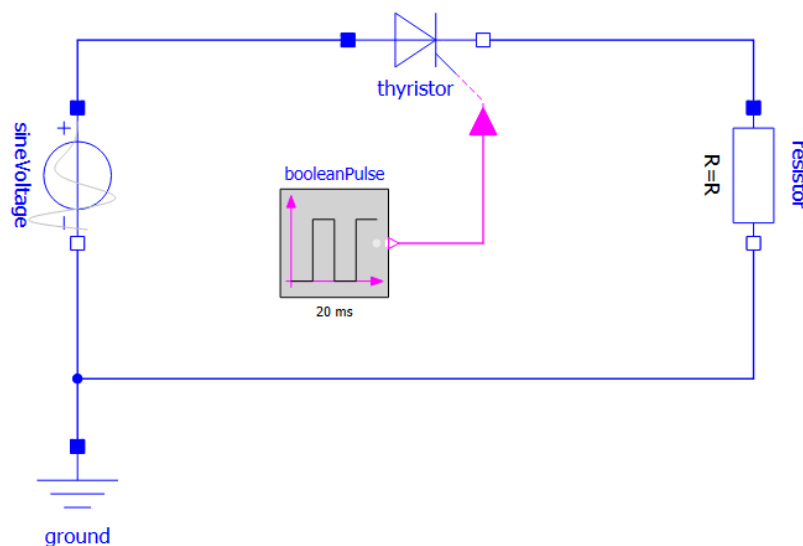 thyristor
sineVoltage
+
−
booleanPulse
20 ms
resistor
R=R
ground